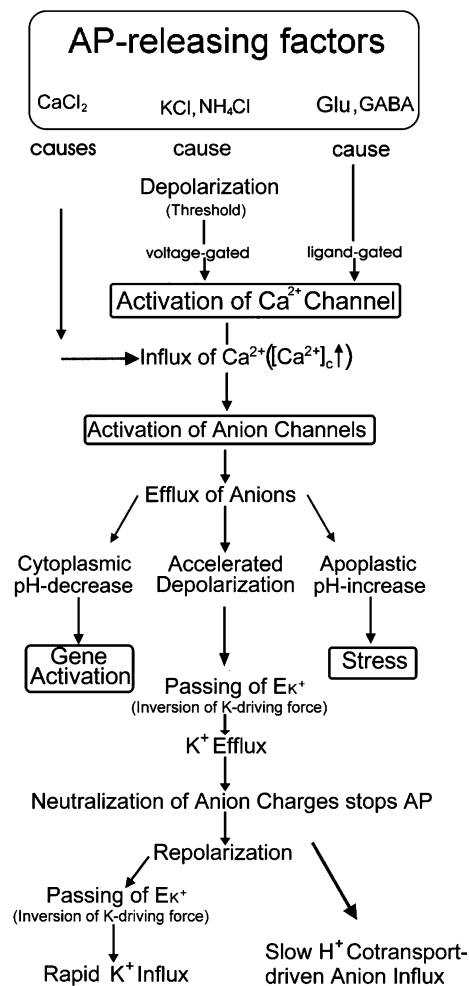 AP-releasing factors
CaCl₂ KCl, NH₄Cl Glu, GABA
causes cause cause
Depolarization
(Threshold)
voltage-gated ligand-gated
Activation of Ca²⁺ Channel
Influx of Ca²⁺([Ca²⁺]c↑)
Activation of Anion Channels
Efflux of Anions
Cytoplasmic Accelerated Apoplastic
pH-decrease Depolarization pH-increase
Gene Stress
Activation
Passing of EK⁺
(Inversion of K-driving force)
K⁺ Efflux
Neutralization of Anion Charges stops AP
Repolarization
Passing of EK⁺
(Inversion of K-driving force)
Slow H⁺ Cotransport-
Rapid K⁺ Influx driven Anion Influx